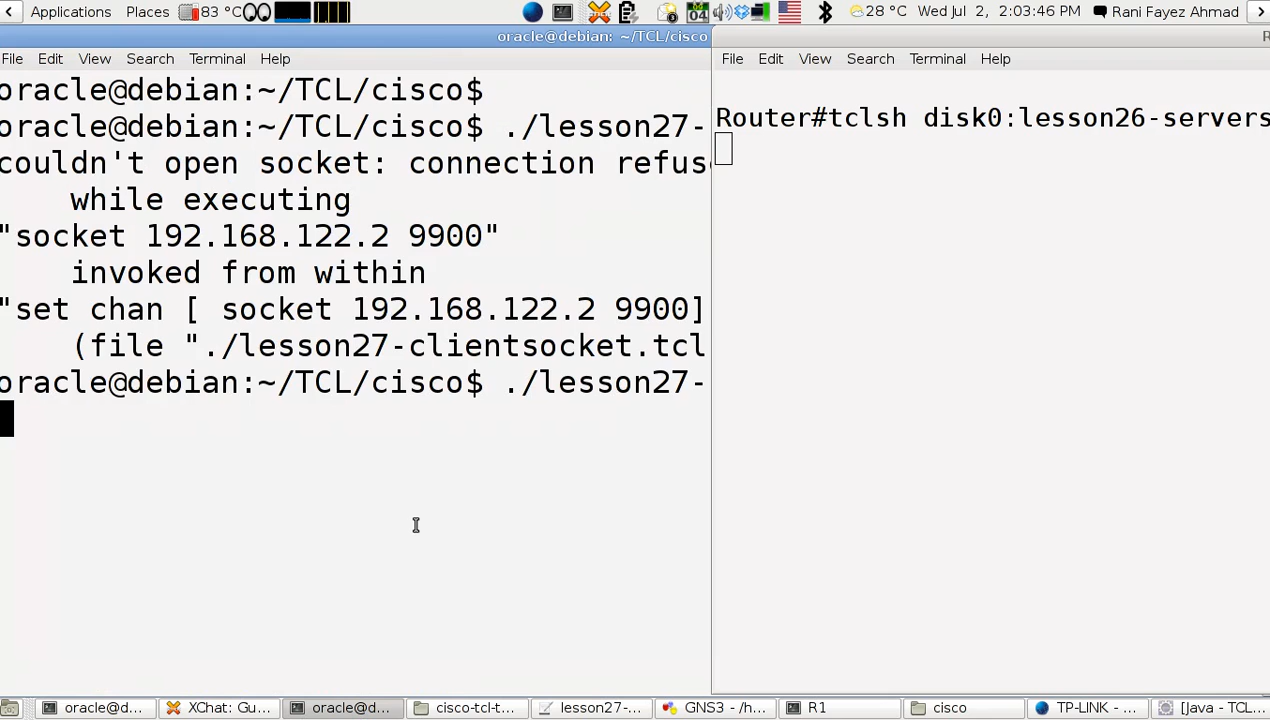 Applications Places 83 °C 28 °C Wed Jul 2, 2:03:46 PM Rani Fayez Ahmad
oracle@debian: ~/TCL/cisco
File Edit View Search Terminal Help
oracle@debian:~/TCL/cisco$
oracle@debian:~/TCL/cisco$ ./lesson27-
couldn't open socket: connection refus
while executing
"socket 192.168.122.2 9900"
invoked from within
"set chan [ socket 192.168.122.2 9900]
(file "./lesson27-clientsocket.tcl
oracle@debian:~/TCL/cisco$ ./lesson27-
R
File Edit View Search Terminal Help
Router#tclsh disk0:lesson26-servers
oracle@d... XChat: Gu... oracle@d... cisco-tcl-t... lesson27-... GNS3 - /h... R1 cisco TP-LINK - ... [Java - TCL...